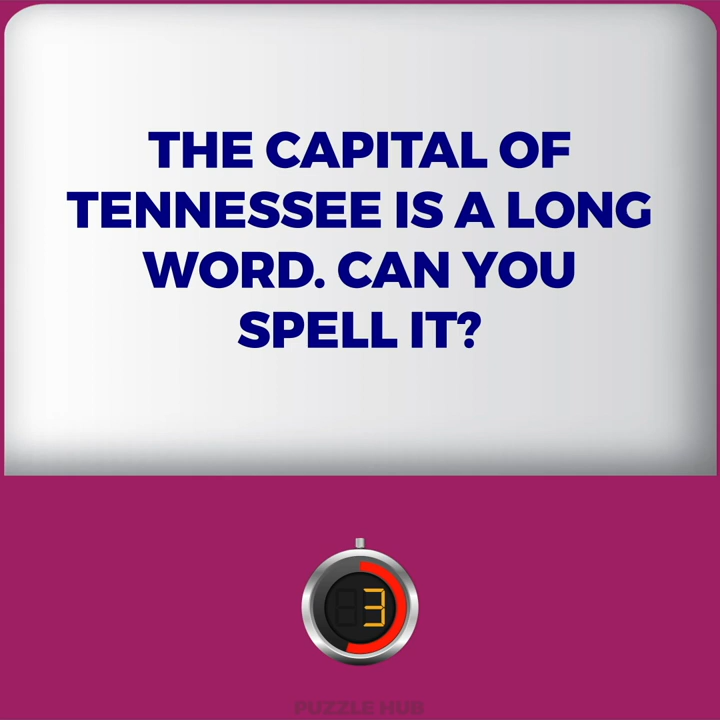 THE CAPITAL OF
TENNESSEE IS A LONG
WORD. CAN YOU
SPELL IT?
3
PUZZLE HUB